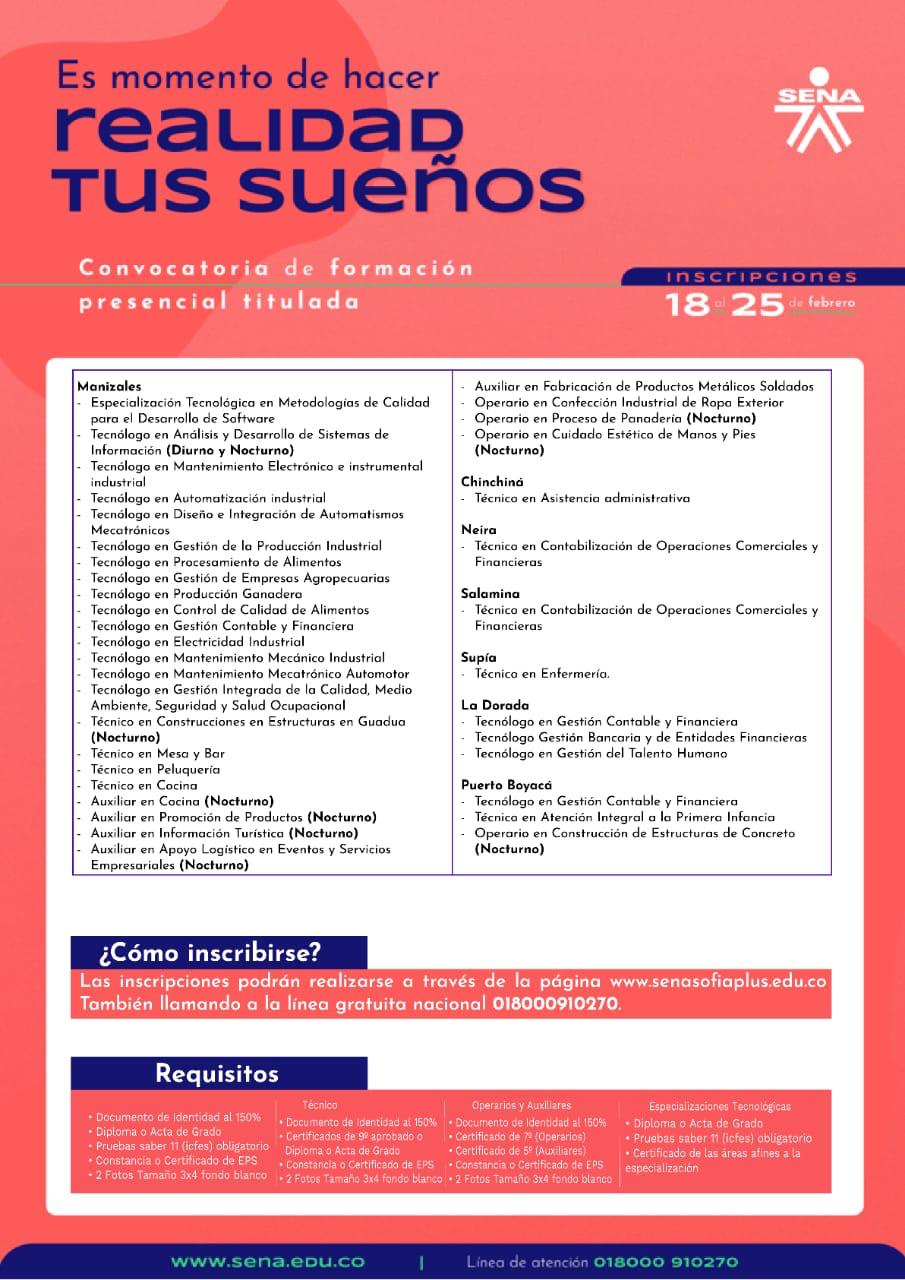 Es momento de hacer
realidad
tus sueños
SENA
Convocatoria de formación
presencial titulada
inscripciones
18 al 25 de febrero
Manizales
- Especialización Tecnológica en Metodologías de Calidad
para el Desarrollo de Software
- Tecnólogo en Análisis y Desarrollo de Sistemas de
Información (Diurno y Nocturno)
- Tecnólogo en Mantenimiento Electrónico e instrumental
industrial
- Tecnólogo en Automatización industrial
- Tecnólogo en Diseño e Integración de Automatismos
Mecatrónicos
- Tecnólogo en Gestión de la Producción Industrial
- Tecnólogo en Procesamiento de Alimentos
- Tecnólogo en Gestión de Empresas Agropecuarias
- Tecnólogo en Producción Ganadera
- Tecnólogo en Control de Calidad de Alimentos
- Tecnólogo en Gestión Contable y Financiera
- Tecnólogo en Electricidad Industrial
- Tecnólogo en Mantenimiento Mecánico Industrial
- Tecnólogo en Mantenimiento Mecatrónico Automotor
- Tecnólogo en Gestión Integrada de la Calidad, Medio
Ambiente, Seguridad y Salud Ocupacional
- Técnico en Construcciones en Estructuras en Guadua
(Nocturno)
- Técnico en Mesa y Bar
- Técnico en Peluquería
- Técnico en Cocina
- Auxiliar en Cocina (Nocturno)
- Auxiliar en Promoción de Productos (Nocturno)
- Auxiliar en Información Turística (Nocturno)
- Auxiliar en Apoyo Logístico en Eventos y Servicios
Empresariales (Nocturno)
- Auxiliar en Fabricación de Productos Metálicos Soldados
- Operario en Confección Industrial de Ropa Exterior
- Operario en Proceso de Panadería (Nocturno)
- Operario en Cuidado Estético de Manos y Pies
(Nocturno)
Chinchiná
- Técnico en Asistencia administrativa
Neira
- Técnico en Contabilización de Operaciones Comerciales y
Financieras
Salamina
- Técnico en Contabilización de Operaciones Comerciales y
Financieras
Supía
- Técnico en Enfermería.
La Dorada
- Tecnólogo en Gestión Contable y Financiera
- Tecnólogo Gestión Bancaria y de Entidades Financieras
- Tecnólogo en Gestión del Talento Humano
Puerto Boyacá
- Tecnólogo en Gestión Contable y Financiera
- Técnico en Atención Integral a la Primera Infancia
- Operario en Construcción de Estructuras de Concreto
(Nocturno)
¿Cómo inscribirse?
Las inscripciones podrán realizarse a través de la página www.senasofiaplus.edu.co
También llamando a la línea gratuita nacional 018000910270.
Requisitos
• Documento de Identidad al 150%
• Diploma o Acta de Grado
• Pruebas saber 11 (icfes) obligatorio
• Constancia o Certificado de EPS
• 2 Fotos Tamaño 3x4 fondo blanco
Técnico
• Documento de Identidad al 150%
• Certificados de 9º aprobado o
Diploma o Acta de Grado
• Constancia o Certificado de EPS
• 2 Fotos Tamaño 3x4 fondo blanco
Operarios y Auxiliares
• Documento de Identidad al 150%
• Certificado de 7º (Operarios)
• Certificado de 5º (Auxiliares)
• Constancia o Certificado de EPS
• 2 Fotos Tamaño 3x4 fondo blanco
Especializaciones Tecnológicas
• Diploma o Acta de Grado
• Pruebas saber 11 (icfes) obligatorio
• Certificado de las áreas afines a la
especialización
www.sena.edu.co | Línea de atención 018000 910270